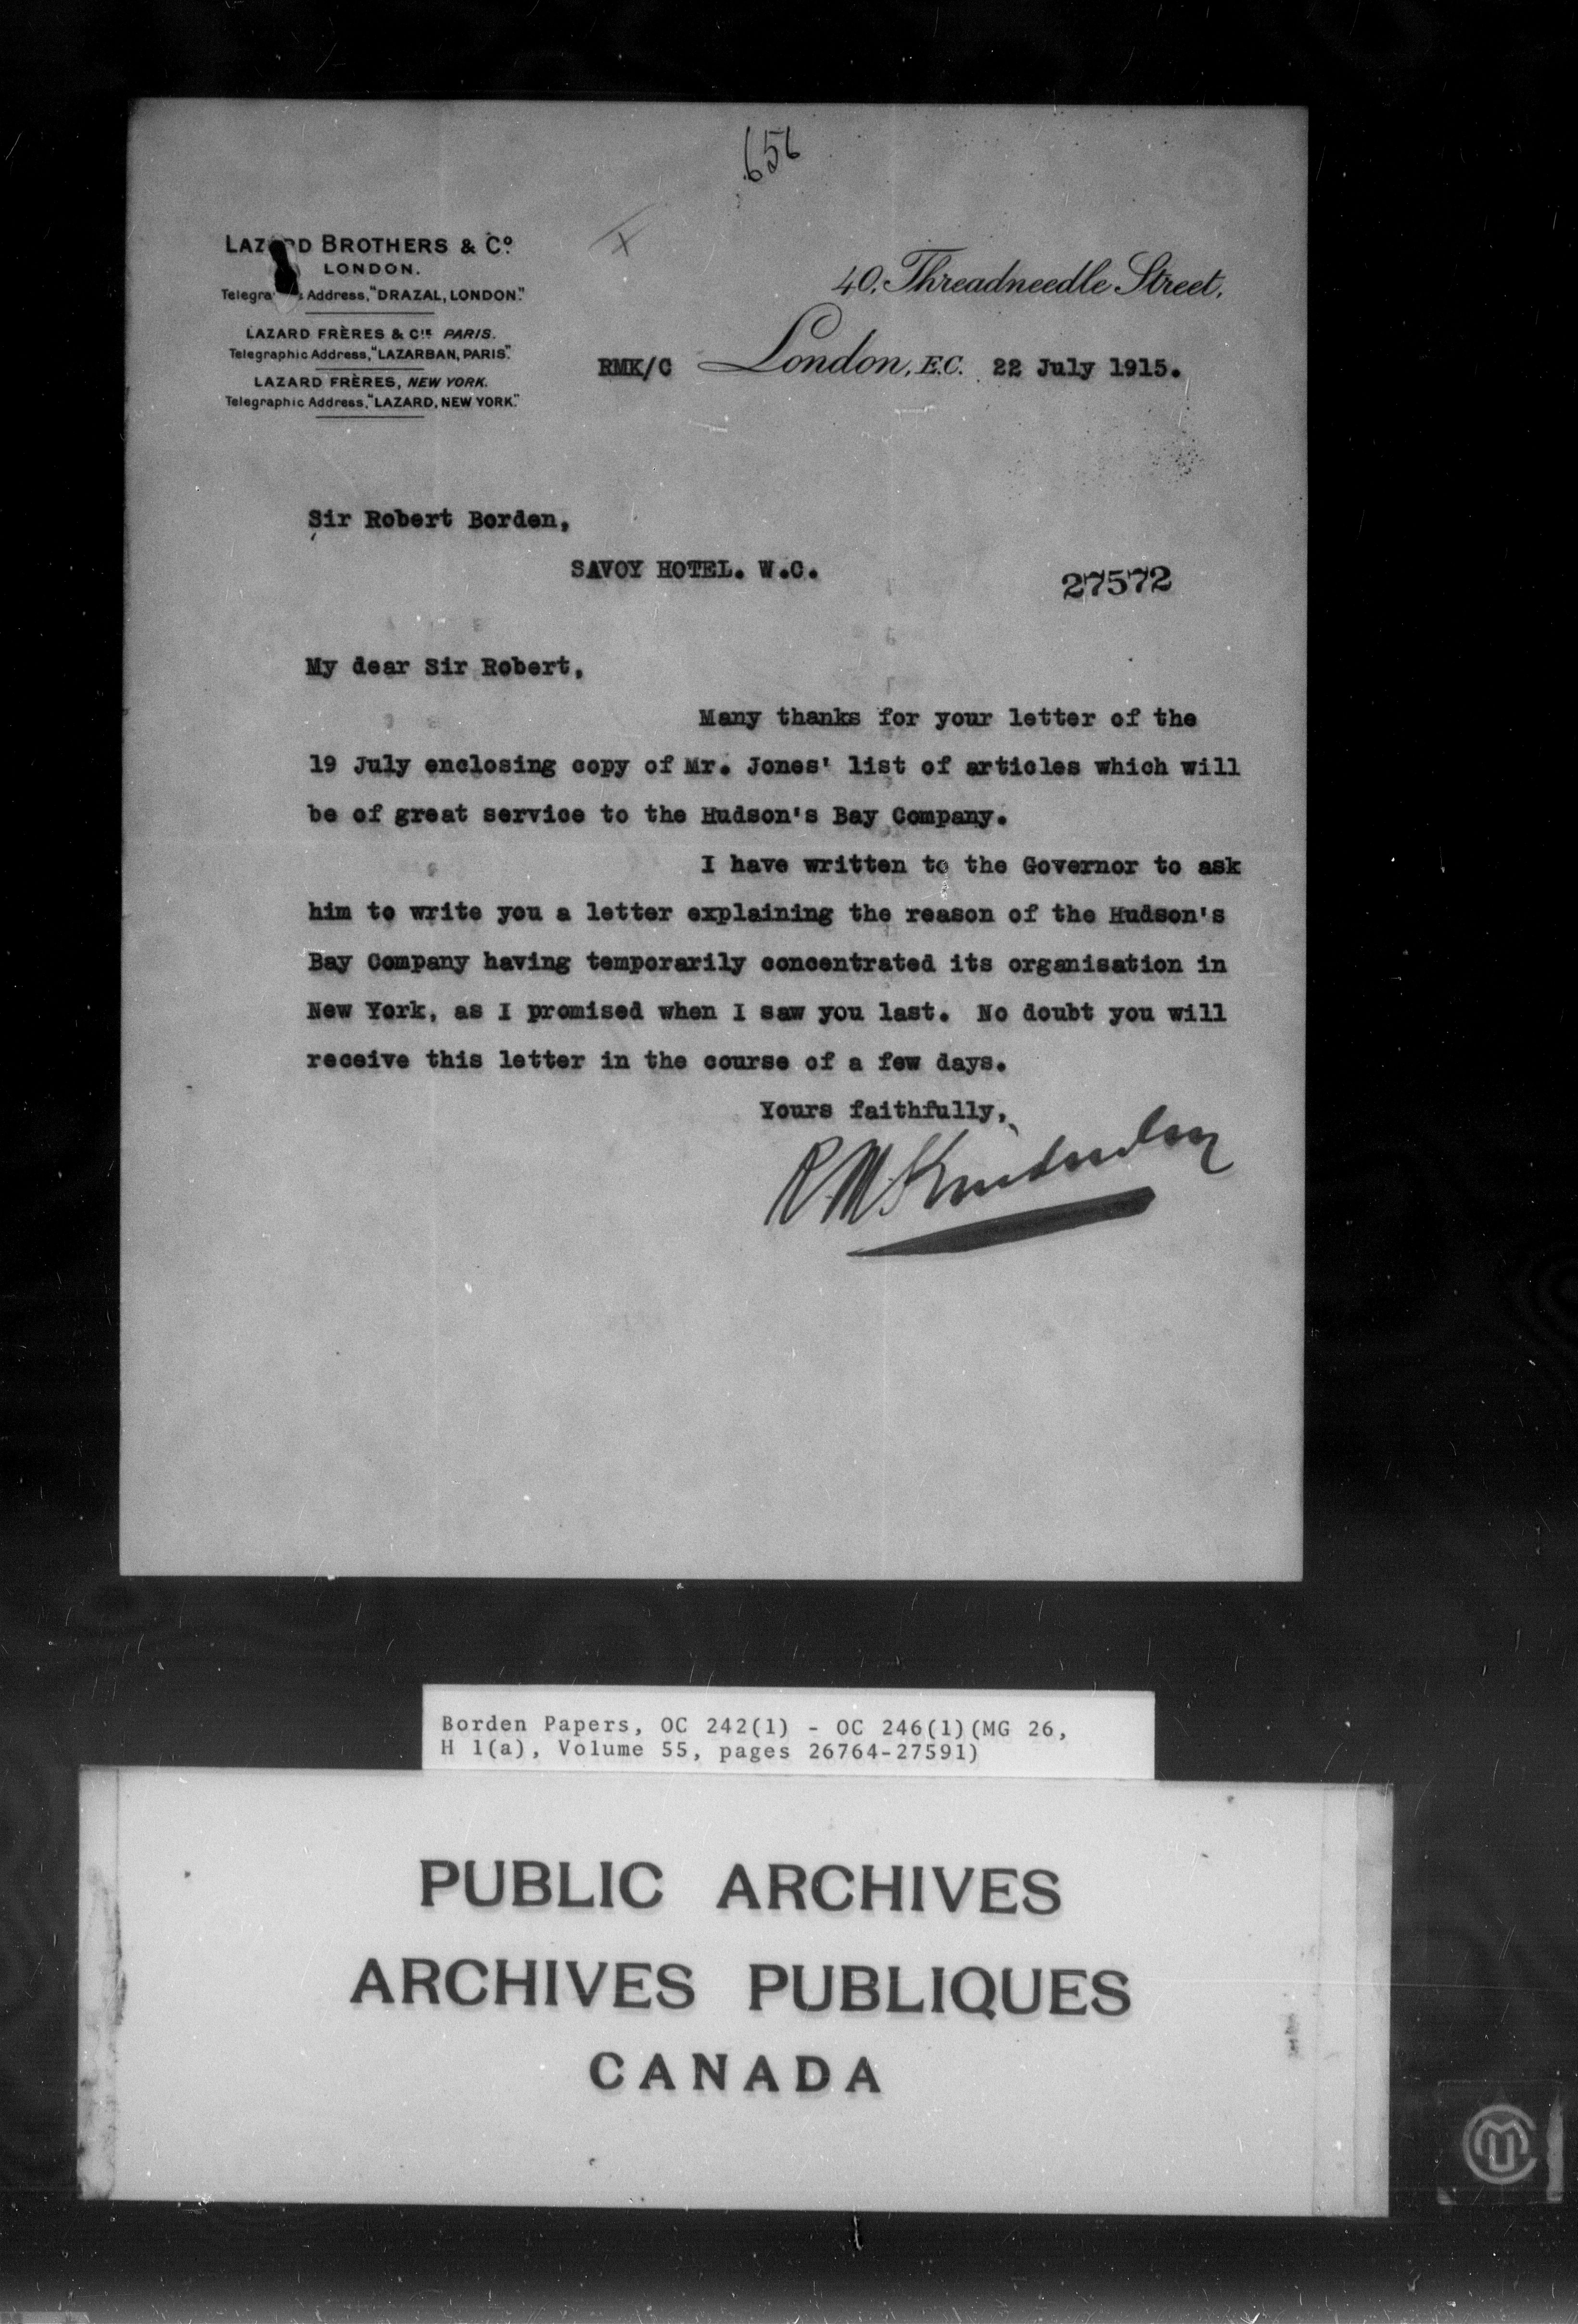 656
LAZARD BROTHERS & Cº
LONDON.
Telegra s Address, "DRAZAL, LONDON."
LAZARD FRÈRES & Cie PARIS.
Telegraphic Address, "LAZARBAN, PARIS."
LAZARD FRÈRES, NEW YORK.
Telegraphic Address, "LAZARD, NEW YORK."
40, Threadneedle Street,
RMK/C London, E.C. 22 July 1915.
Sir Robert Borden,
SAVOY HOTEL. W.C.
27572
My dear Sir Robert,
Many thanks for your letter of the
19 July enclosing copy of Mr. Jones' list of articles which will
be of great service to the Hudson's Bay Company.
I have written to the Governor to ask
him to write you a letter explaining the reason of the Hudson's
Bay Company having temporarily concentrated its organisation in
New York, as I promised when I saw you last. No doubt you will
receive this letter in the course of a few days.
Yours faithfully,
R M Kindersley
Borden Papers, OC 242(1) - OC 246(1)(MG 26,
H 1(a), Volume 55, pages 26764-27591)
PUBLIC ARCHIVES
ARCHIVES PUBLIQUES
CANADA